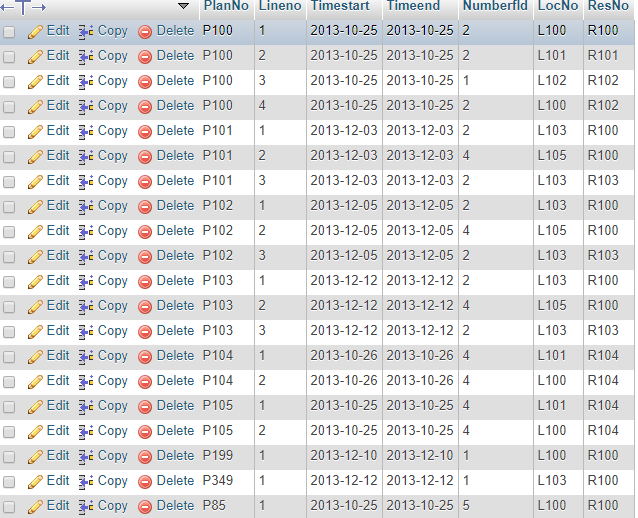 PlanNo Lineno Timestart Timeend Numberfld LocNo ResNo
Edit Copy Delete P100 1 2013-10-25 2013-10-25 2 L100 R100
Edit Copy Delete P100 2 2013-10-25 2013-10-25 2 L101 R101
Edit Copy Delete P100 3 2013-10-25 2013-10-25 1 L102 R102
Edit Copy Delete P100 4 2013-10-25 2013-10-25 2 L100 R102
Edit Copy Delete P101 1 2013-12-03 2013-12-03 2 L103 R100
Edit Copy Delete P101 2 2013-12-03 2013-12-03 4 L105 R100
Edit Copy Delete P101 3 2013-12-03 2013-12-03 2 L103 R103
Edit Copy Delete P102 1 2013-12-05 2013-12-05 2 L103 R100
Edit Copy Delete P102 2 2013-12-05 2013-12-05 4 L105 R100
Edit Copy Delete P102 3 2013-12-05 2013-12-05 2 L103 R103
Edit Copy Delete P103 1 2013-12-12 2013-12-12 2 L103 R100
Edit Copy Delete P103 2 2013-12-12 2013-12-12 4 L105 R100
Edit Copy Delete P103 3 2013-12-12 2013-12-12 2 L103 R103
Edit Copy Delete P104 1 2013-10-26 2013-10-26 4 L101 R104
Edit Copy Delete P104 2 2013-10-26 2013-10-26 4 L100 R104
Edit Copy Delete P105 1 2013-10-25 2013-10-25 4 L101 R104
Edit Copy Delete P105 2 2013-10-25 2013-10-25 4 L100 R104
Edit Copy Delete P199 1 2013-12-10 2013-12-10 1 L100 R100
Edit Copy Delete P349 1 2013-12-12 2013-12-12 1 L103 R100
Edit Copy Delete P85 1 2013-10-25 2013-10-25 5 L100 R100